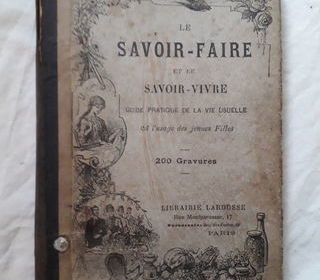 LE
SAVOIR-FAIRE
ET LE
SAVOIR-VIVRE
GUIDE PRATIQUE DE LA VIE USUELLE
A l'usage des jeunes Filles
200 Gravures
LIBRAIRIE LAROUSSE
Rue Montparnasse, 17
PARIS